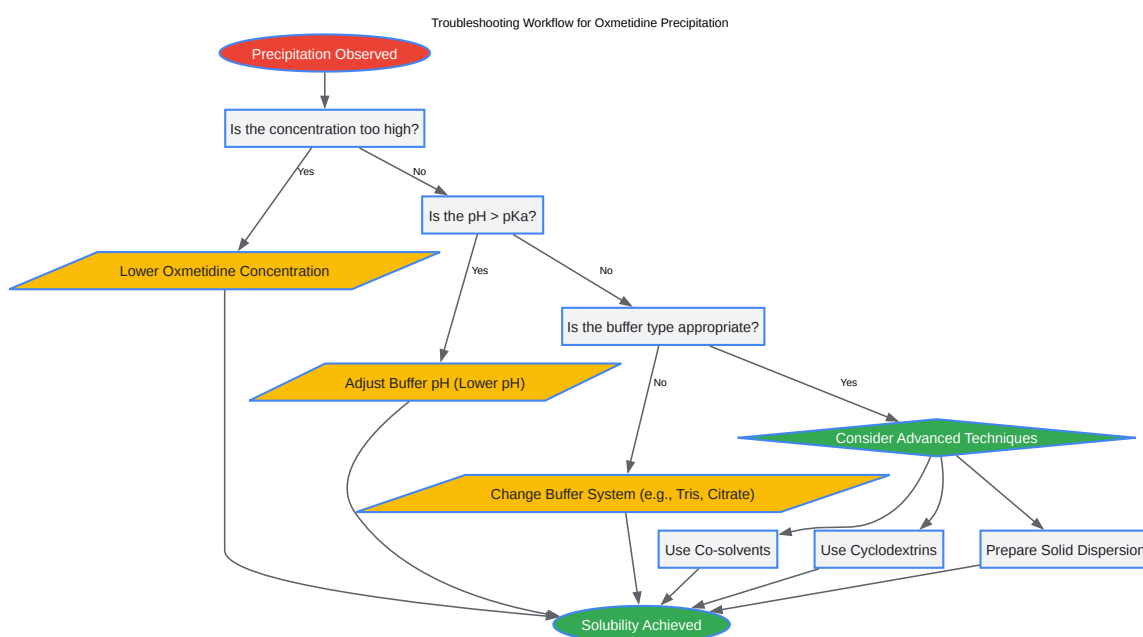 Troubleshooting Workflow for Oxmetidine Precipitation
Precipitation Observed
Is the concentration too high?
Yes
No
Is the pH > pKa?
Lower Oxmetidine Concentration
Yes
No
Is the buffer type appropriate?
Adjust Buffer pH (Lower pH)
No
Yes
Consider Advanced Techniques
Change Buffer System (e.g., Tris, Citrate)
Use Co-solvents
Use Cyclodextrins
Prepare Solid Dispersion
Solubility Achieved